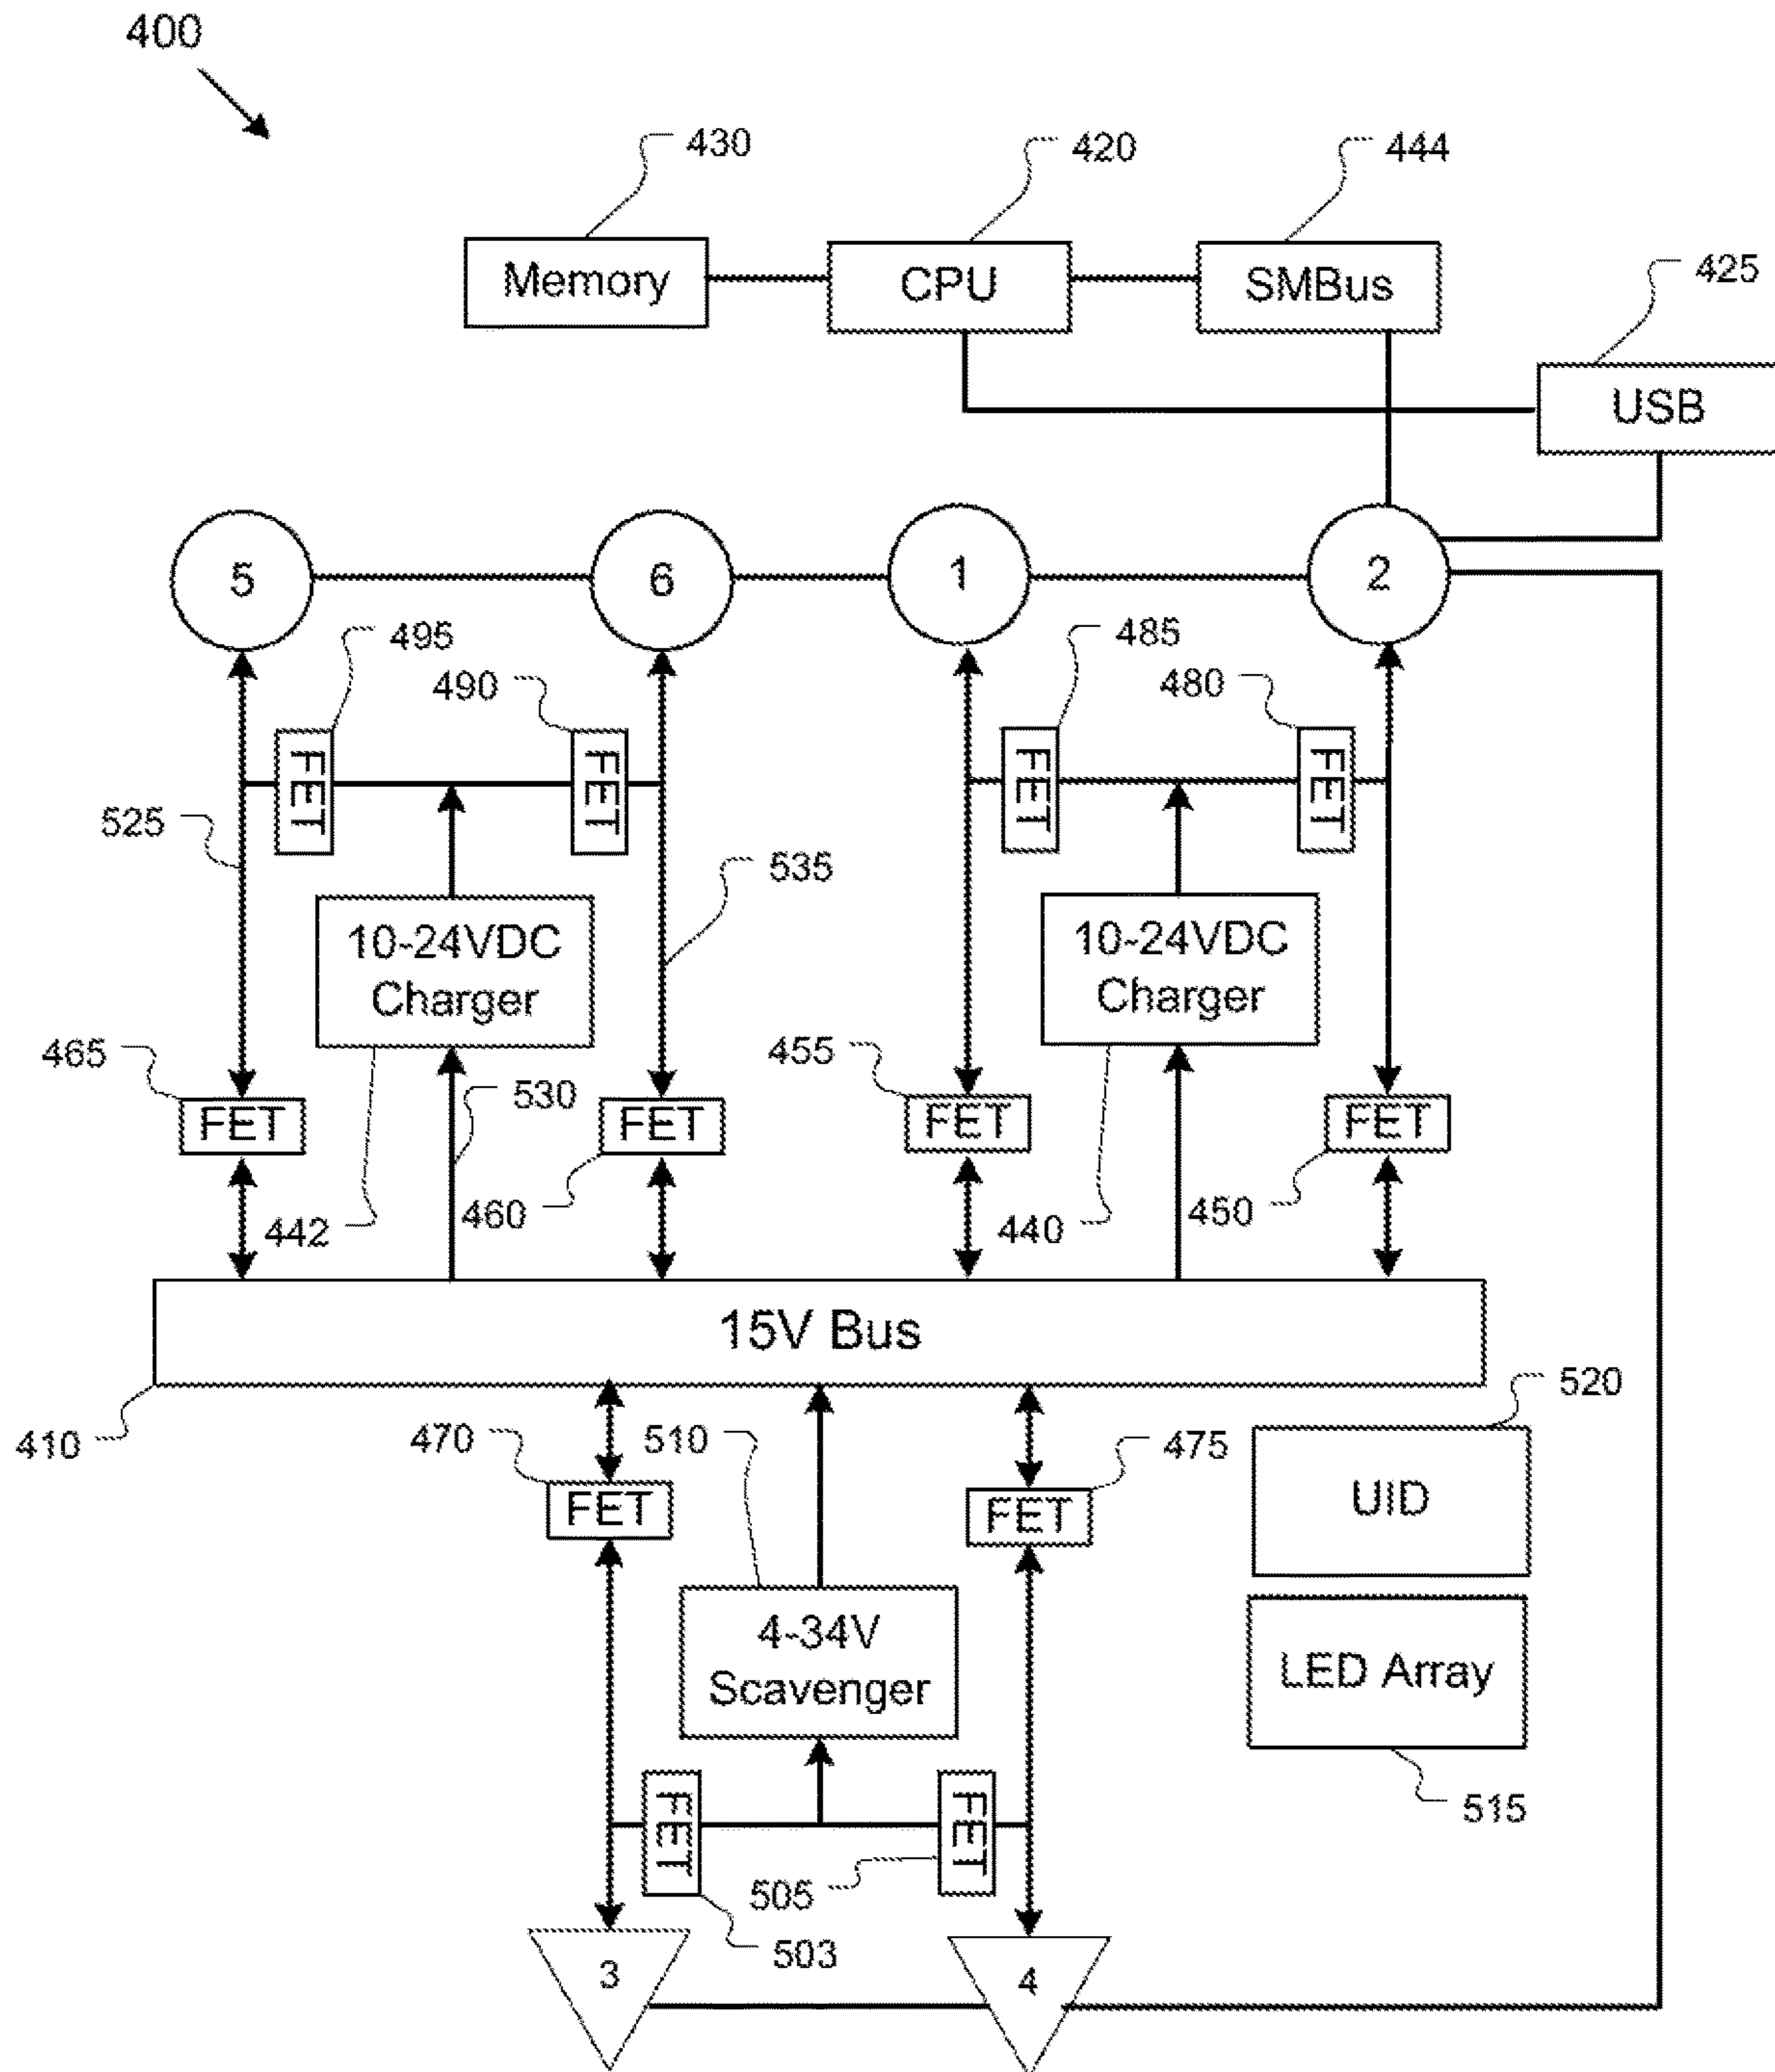 400
430
420
444
Memory
CPU
SMBus
425
USB
5
6
1
2
495
485
490
480
FET
FET
FET
FET
525
535
10-24VDC
Charger
10-24VDC
Charger
465
455
530
FET
FET
FET
FET
442
460
440
450
15V Bus
410
520
470
510
475
FET
FET
UID
4-34V
Scavenger
LED Array
FET
FET
515
505
503
3
4